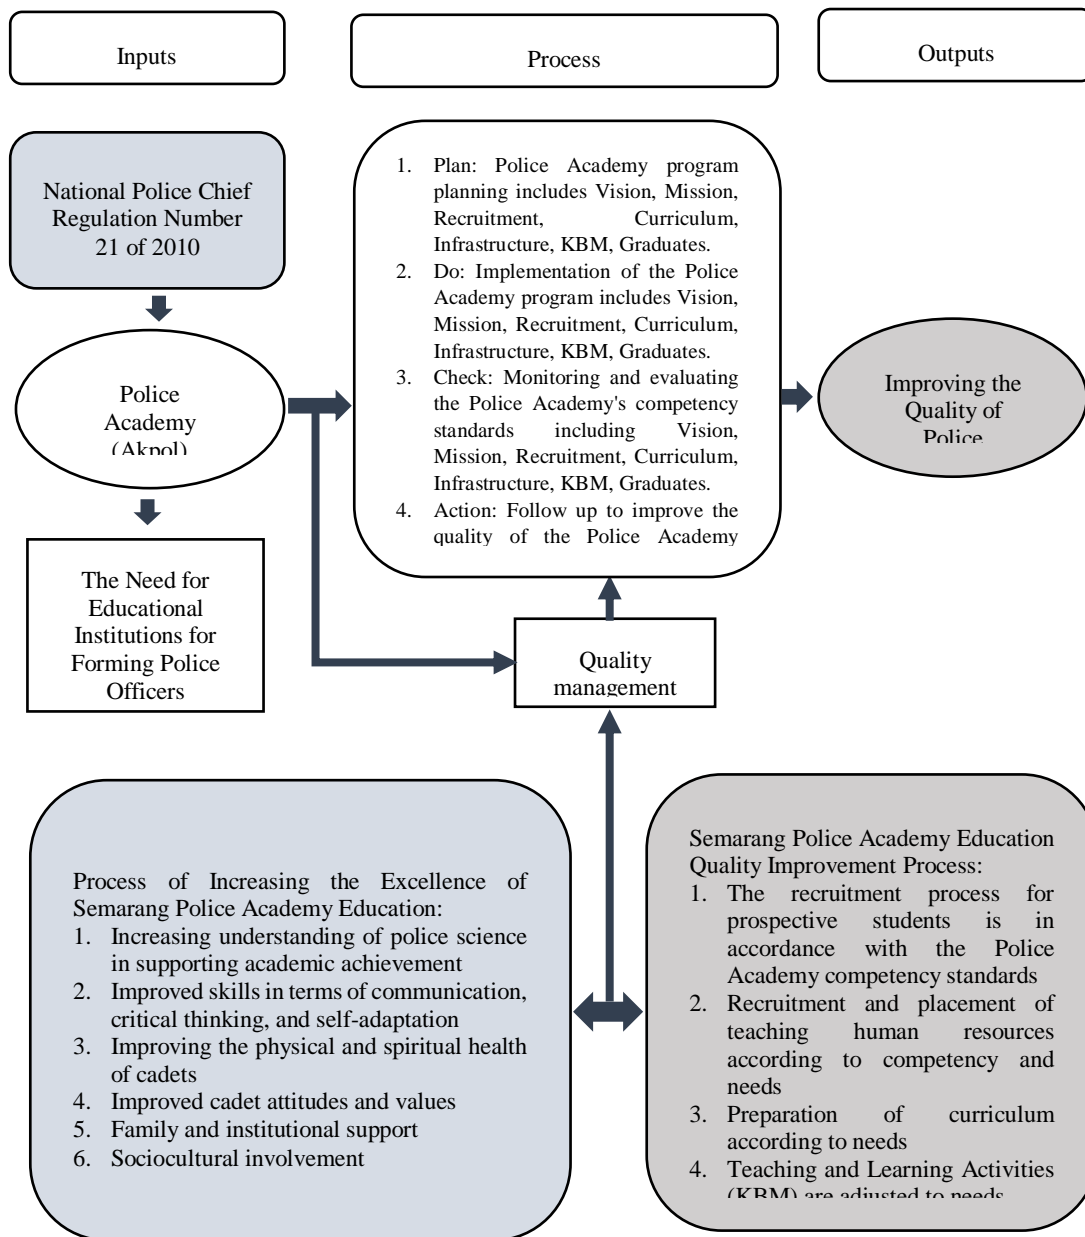 Inputs
Process
Outputs
National Police Chief
Regulation Number
21 of 2010
Police
Academy
(Akpol)
The Need for
Educational
Institutions for
Forming Police
Officers
1. Plan: Police Academy program
planning includes Vision, Mission,
Recruitment, Curriculum,
Infrastructure, KBM, Graduates.
2. Do: Implementation of the Police
Academy program includes Vision,
Mission, Recruitment, Curriculum,
Infrastructure, KBM, Graduates.
3. Check: Monitoring and evaluating
the Police Academy's competency
standards including Vision,
Mission, Recruitment, Curriculum,
Infrastructure, KBM, Graduates.
4. Action: Follow up to improve the
quality of the Police Academy
Improving the
Quality of
Police
Quality
management
Process of Increasing the Excellence of
Semarang Police Academy Education:
1. Increasing understanding of police science
in supporting academic achievement
2. Improved skills in terms of communication,
critical thinking, and self-adaptation
3. Improving the physical and spiritual health
of cadets
4. Improved cadet attitudes and values
5. Family and institutional support
6. Sociocultural involvement
Semarang Police Academy Education
Quality Improvement Process:
1. The recruitment process for
prospective students is in
accordance with the Police
Academy competency standards
2. Recruitment and placement of
teaching human resources
according to competency and
needs
3. Preparation of curriculum
according to needs
4. Teaching and Learning Activities
(KBM) are adjusted to needs